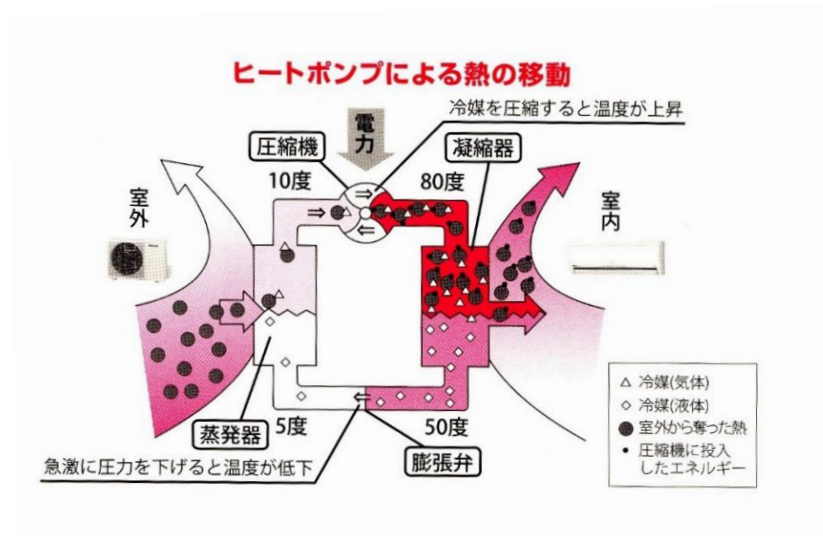 ヒートポンプによる熱の移動
冷媒を圧縮すると温度が上昇
電力
圧縮機
凝縮器
10度
80度
室外
室内
蒸発器
5度
50度
膨張弁
急激に圧力を下げると温度が低下
冷媒(気体)
冷媒(液体)
室外から奪った熱
圧縮機に投入
したエネルギー